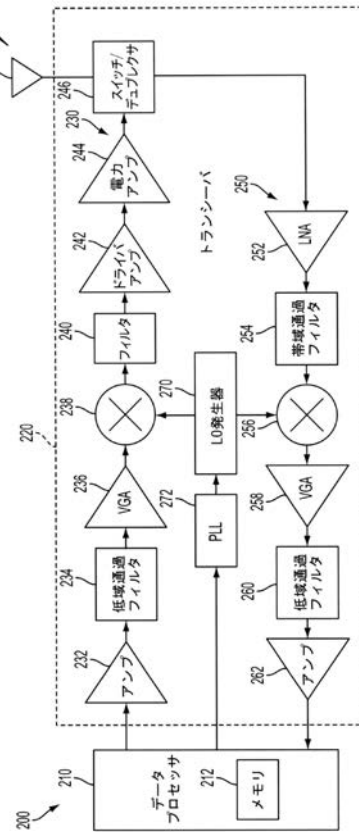 200
210
データ
プロセッサ
212
メモリ
220
232
アンプ
234
低域通過
フィルタ
236
VGA
238
240
フィルタ
242
ドライバアンプ
244
電力
アンプ
230
246
スイッチ/
デュプレクサ
トランシーバ
272
PLL
270
LO発生器
250
252
LNA
254
帯域通過
フィルタ
256
258
VGA
260
低域通過
フィルタ
262
アンプ